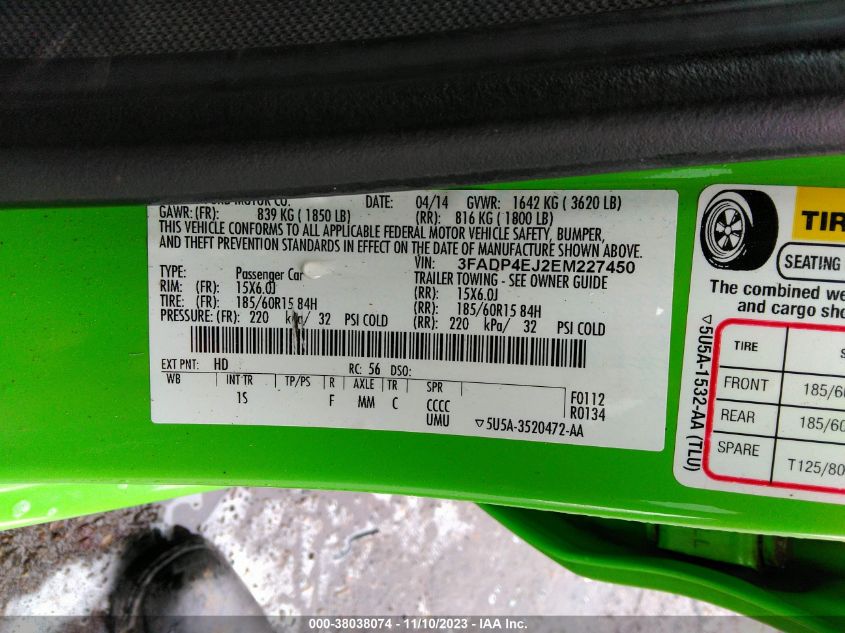 MOTOR CO. DATE: 04/14 GVWR: 1642 KG ( 3620 LB)
GAWR: (FR): 839 KG ( 1850 LB) (RR): 816 KG ( 1800 LB)
THIS VEHICLE CONFORMS TO ALL APPLICABLE FEDERAL MOTOR VEHICLE SAFETY, BUMPER,
AND THEFT PREVENTION STANDARDS IN EFFECT ON THE DATE OF MANUFACTURE SHOWN ABOVE.
VIN: 3FADP4EJ2EM227450
TYPE: Passenger Car TRAILER TOWING - SEE OWNER GUIDE
RIM: (FR): 15X6.0J (RR): 15X6.0J
TIRE: (FR): 185/60R15 84H (RR): 185/60R15 84H
PRESSURE: (FR): 220 kPa/ 32 PSI COLD (RR): 220 kPa/ 32 PSI COLD
EXT PNT: HD RC: 56 DSO:
WB INT TR TP/PS R AXLE TR SPR
1S F MM C CCCC
UMU
F0112
R0134
▽5U5A-3520472-AA
TIR
SEATING
The combined we
and cargo sho
▽5U5A-1532-AA (TLU)
TIRE S
FRONT 185/60
REAR 185/60
SPARE T125/80
000-38038074 - 11/10/2023 - © IAA Inc.